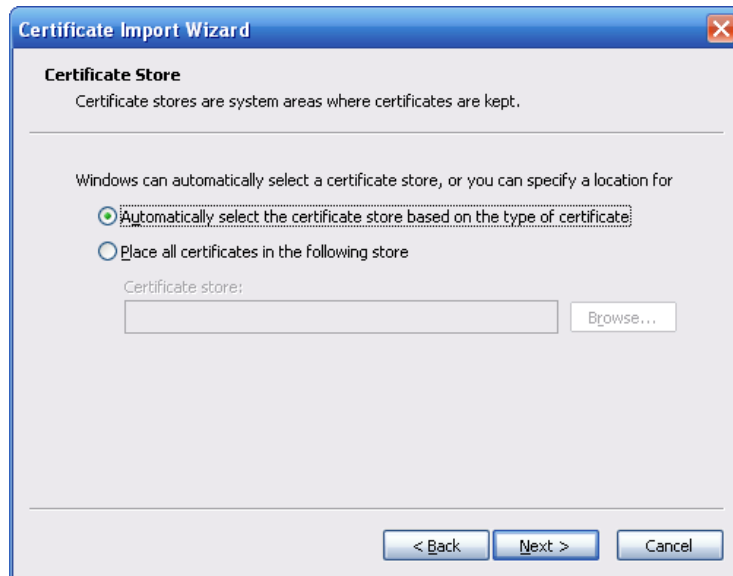 Certificate Import Wizard
Certificate Store
Certificate stores are system areas where certificates are kept.
Windows can automatically select a certificate store, or you can specify a location for
Automatically select the certificate store based on the type of certificate
Place all certificates in the following store
Certificate store:
Browse...
< Back Next > Cancel